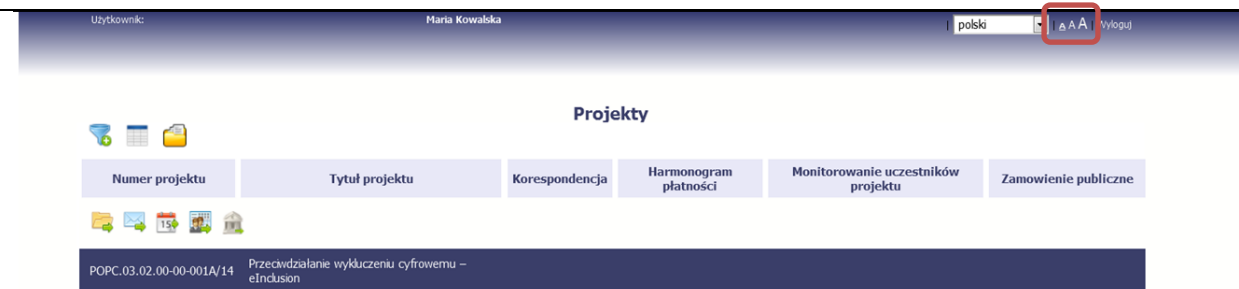 Użytkownik: Maria Kowalska | polski | A A A | Wyloguj
Projekty
Numer projektu Tytuł projektu Korespondencja Harmonogram płatności Monitorowanie uczestników projektu Zamowienie publiczne
15
POPC.03.02.00-00-001A/14 Przeciwdziałanie wykluczeniu cyfrowemu –
eInclusion